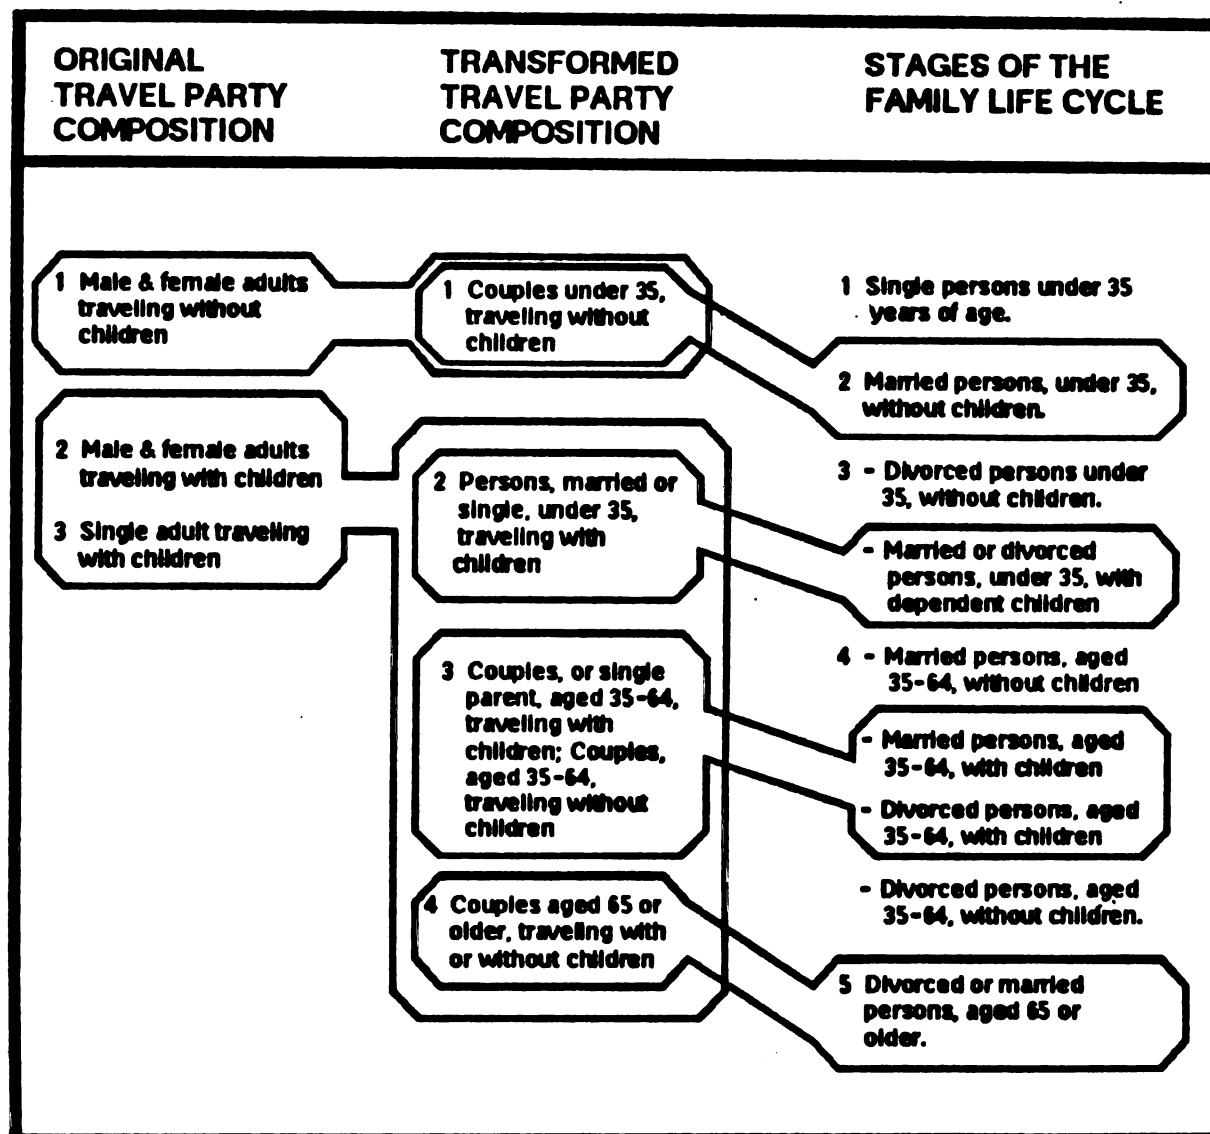 ORIGINAL
TRAVEL PARTY
COMPOSITION
TRANSFORMED
TRAVEL PARTY
COMPOSITION
STAGES OF THE
FAMILY LIFE CYCLE
1 Male & female adults
traveling without
children
2 Male & female adults
traveling with children
3 Single adult traveling
with children
1 Couples under 35,
traveling without
children
2 Persons, married or
single, under 35,
traveling with
children
3 Couples, or single
parent, aged 35-64,
traveling with
children; Couples,
aged 35-64,
traveling without
children
4 Couples aged 65 or
older, traveling with
or without children
1 Single persons under 35
years of age.
2 Married persons, under 35,
without children.
3 - Divorced persons under
35, without children.
- Married or divorced
persons, under 35, with
dependent children
4 - Married persons, aged
35-64, without children
- Married persons, aged
35-64, with children
- Divorced persons, aged
35-64, with children
- Divorced persons, aged
35-64, without children.
5 Divorced or married
persons, aged 65 or
older.